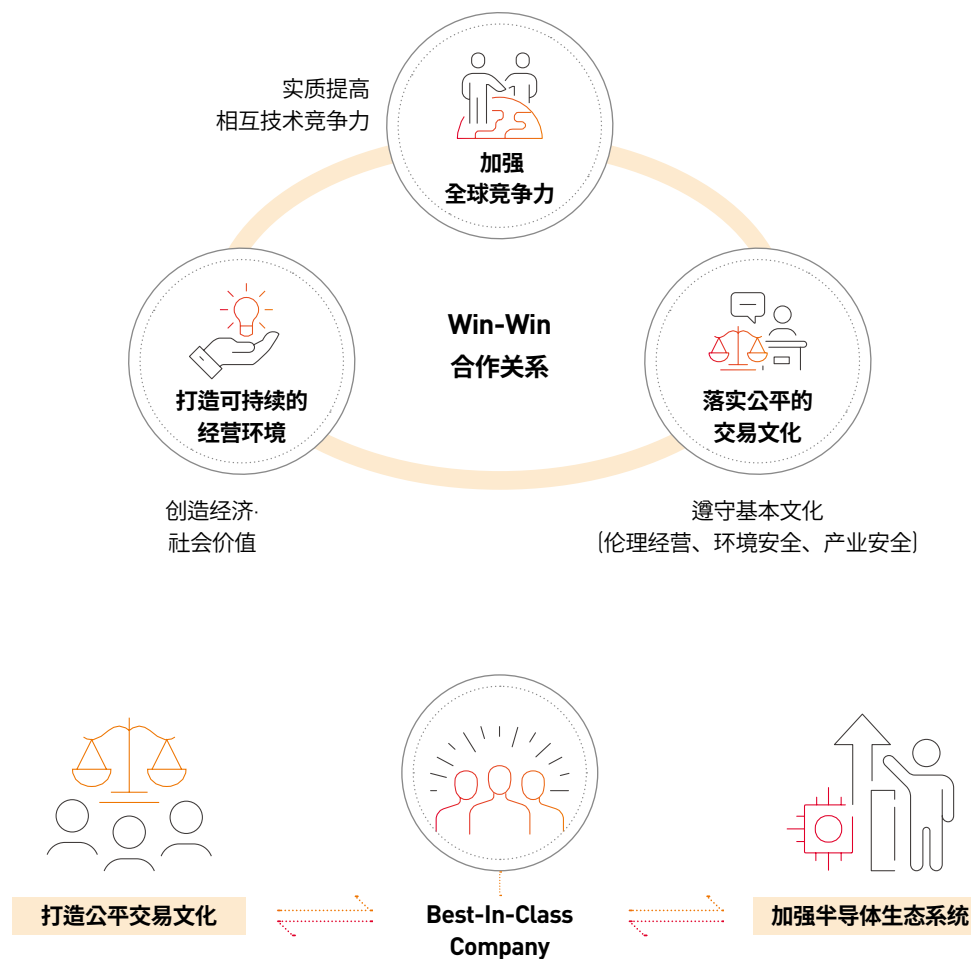 实质提高
相互技术竞争力
加强
全球竞争力
Win-Win
合作关系
打造可持续的
经营环境
落实公平的
交易文化
创造经济·
社会价值
遵守基本文化
(伦理经营、环境安全、产业安全)
打造公平交易文化
Best-In-Class
Company
加强半导体生态系统